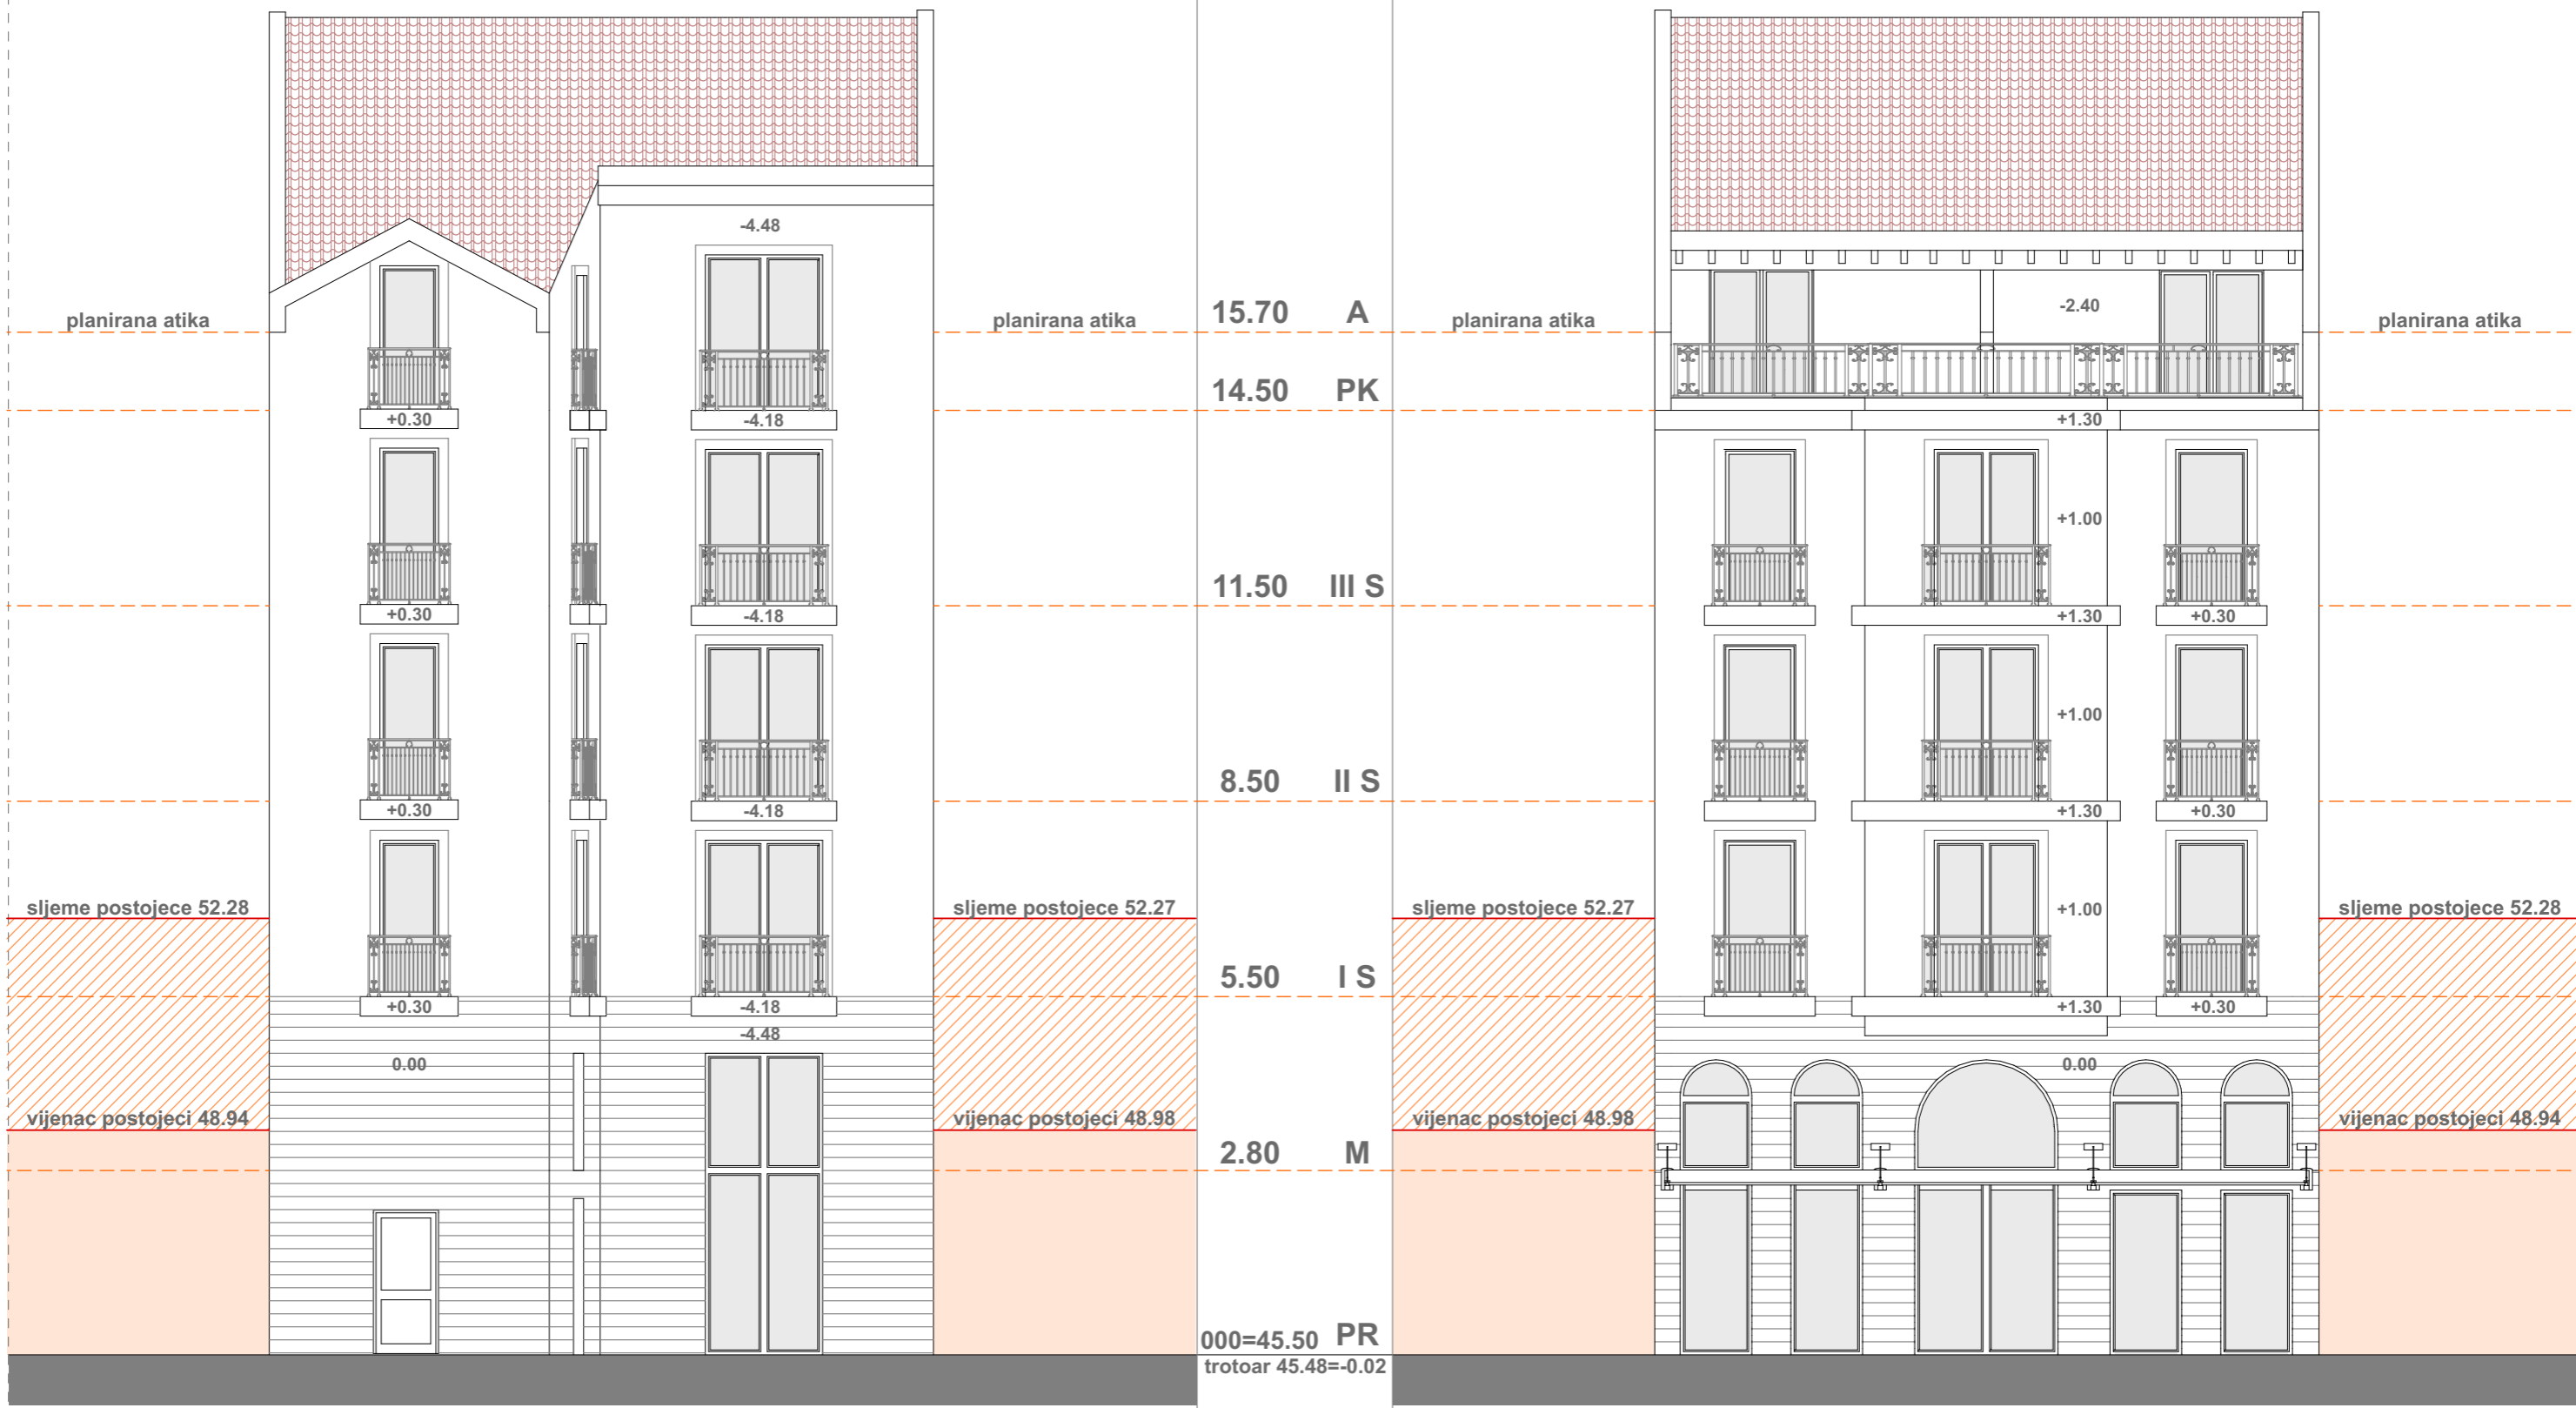 -4.48
-2.40
planirana atika
planirana atika
15.70 A
planirana atika
planirana atika
14.50 PK
+0.30
-4.18
+1.30
+1.00
11.50 III S
+0.30
-4.18
+1.30
+0.30
+1.00
8.50 II S
+0.30
-4.18
+1.30
+0.30
sljeme postojece 52.28
sljeme postojece 52.27
sljeme postojece 52.27
+1.00
sljeme postojece 52.28
5.50 I S
+0.30
-4.18
+1.30
+0.30
-4.48
0.00
0.00
vijenac postojeci 48.94
vijenac postojeci 48.98
vijenac postojeci 48.98
vijenac postojeci 48.94
2.80 M
000=45.50 PR
trotoar 45.48=-0.02